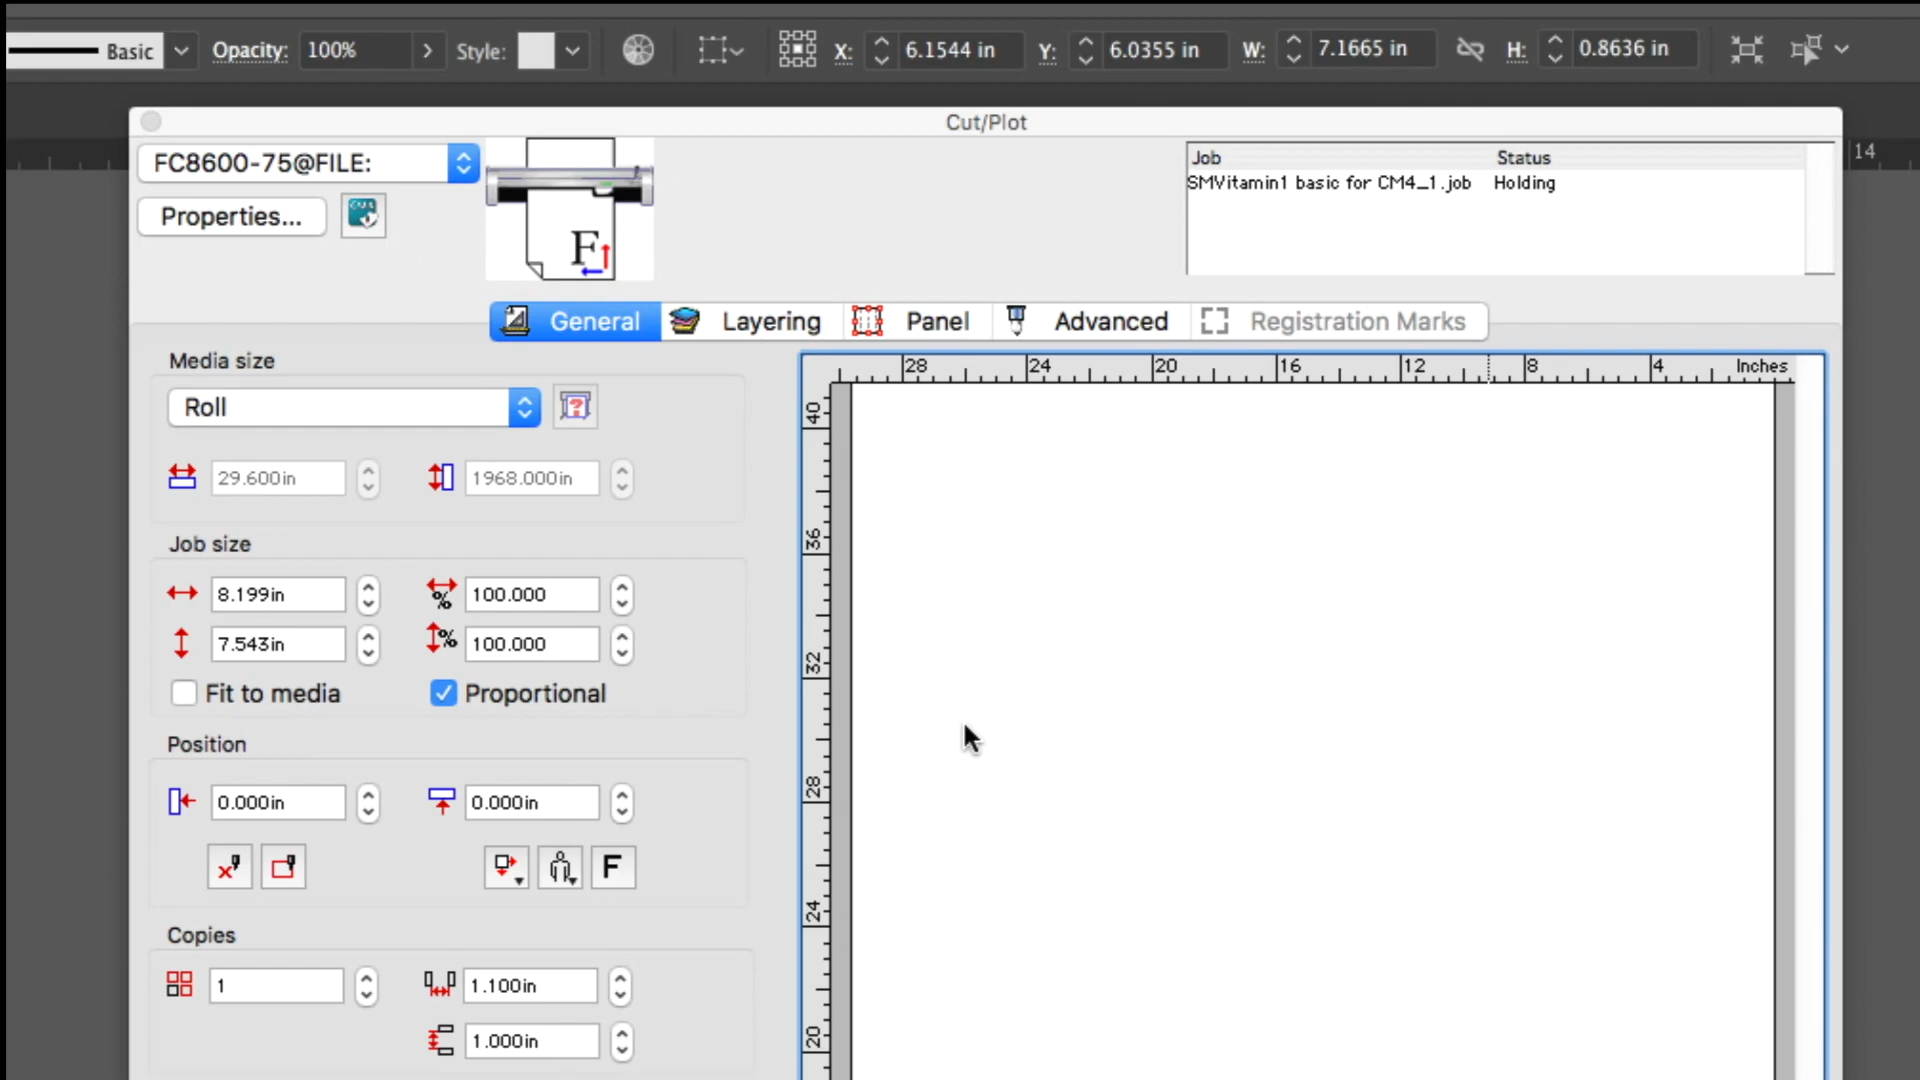 Basic Opacity: 100% Style: X: 6.1544 in Y: 6.0355 in W: 7.1665 in H: 0.8636 in
Cut/Plot
14
FC8600-75@FILE:
Properties...
F
Job Status
SMVitamin1 basic for CM4_1.job Holding
General Layering Panel Advanced Registration Marks
Media size
Roll
?
29.600in 1968.000in
Job size
8.199in % 100.000
7.543in % 100.000
Fit to media Proportional
Position
0.000in 0.000in
F
Copies
1 1.100in
1.000in
28 24 20 16 12 8 4 Inches
40
36
32
28
24
20